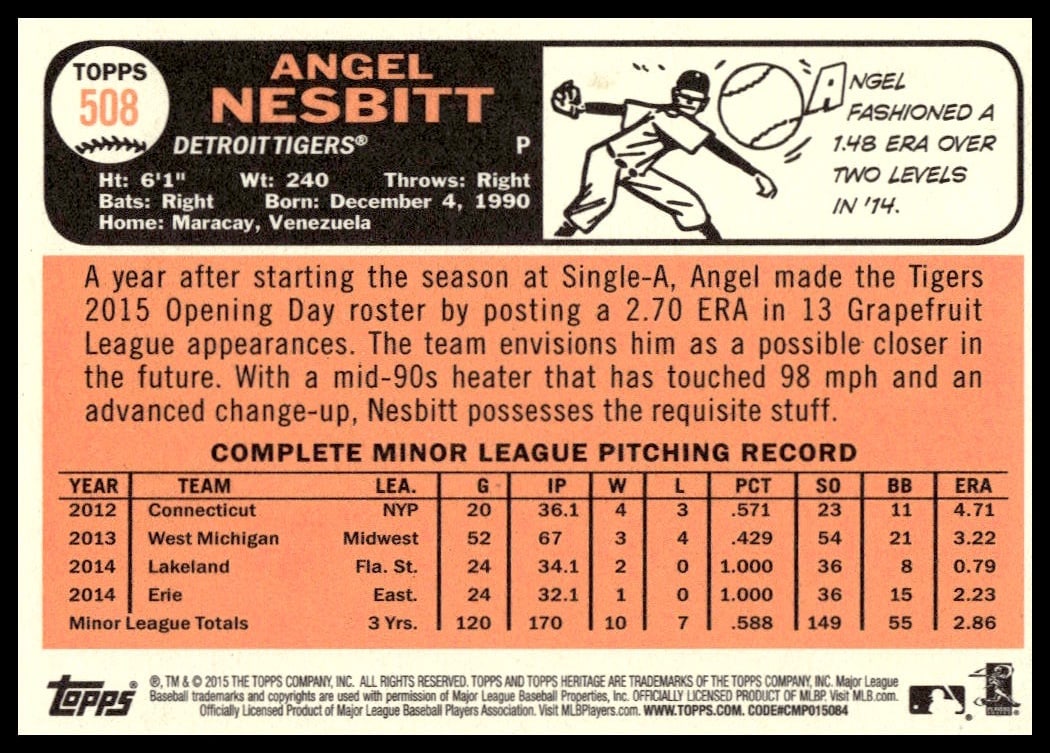 TOPPS
508
ANGEL
NESBITT
DETROIT TIGERS® P
Ht: 6'1" Wt: 240 Throws: Right
Bats: Right Born: December 4, 1990
Home: Maracay, Venezuela
ANGEL
FASHIONED A
1.48 ERA OVER
TWO LEVELS
IN '14.
A year after starting the season at Single-A, Angel made the Tigers
2015 Opening Day roster by posting a 2.70 ERA in 13 Grapefruit
League appearances. The team envisions him as a possible closer in
the future. With a mid-90s heater that has touched 98 mph and an
advanced change-up, Nesbitt possesses the requisite stuff.
COMPLETE MINOR LEAGUE PITCHING RECORD
YEAR TEAM LEA. G IP W L PCT SO BB ERA
2012 Connecticut NYP 20 36.1 4 3 .571 23 11 4.71
2013 West Michigan Midwest 52 67 3 4 .429 54 21 3.22
2014 Lakeland Fla. St. 24 34.1 2 0 1.000 36 8 0.79
2014 Erie East. 24 32.1 1 0 1.000 36 15 2.23
Minor League Totals 3 Yrs. 120 170 10 7 .588 149 55 2.86
TOPPS®
®, TM & © 2015 THE TOPPS COMPANY, INC. ALL RIGHTS RESERVED. TOPPS AND TOPPS HERITAGE ARE TRADEMARKS OF THE TOPPS COMPANY, INC. Major League
Baseball trademarks and copyrights are used with permission of Major League Baseball Properties, Inc. OFFICIALLY LICENSED PRODUCT OF MLBP. Visit MLB.com.
Officially Licensed Product of Major League Baseball Players Association. Visit MLBPlayers.com. WWW.TOPPS.COM. CODE#CMP015084